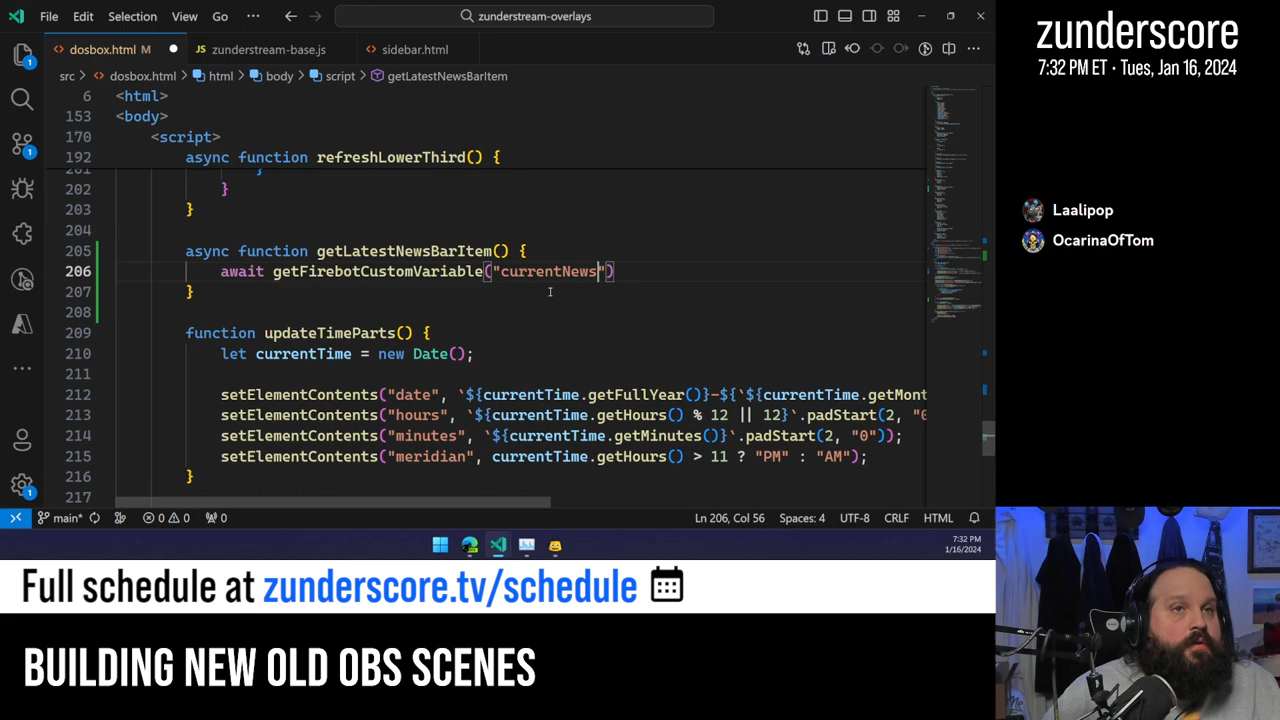 File Edit Selection View Go ··· zunderstream-overlays
dosbox.html M zunderstream-base.js sidebar.html
src > dosbox.html > html > body > script > getLatestNewsBarItem
6 <html>
153 <body>
170 <script>
192 async function refreshLowerThird() {
201 }
202 }
203 }
204
205 async function getLatestNewsBarItem() {
206 await getFirebotCustomVariable("currentNews")
207 }
208
209 function updateTimeParts() {
210 let currentTime = new Date();
211
212 setElementContents("date", `${currentTime.getFullYear()}-${`${currentTime.getMont
213 setElementContents("hours", `${currentTime.getHours() % 12 || 12}`.padStart(2, "0
214 setElementContents("minutes", `${currentTime.getMinutes()}`.padStart(2, "0"));
215 setElementContents("meridian", currentTime.getHours() > 11 ? "PM" : "AM");
216 }
217
main* 0 0 0 Ln 206, Col 56 Spaces: 4 UTF-8 CRLF HTML
7:32 PM
1/16/2024
Full schedule at zunderscore.tv/schedule
BUILDING NEW OLD OBS SCENES
zunderscore
7:32 PM ET · Tues, Jan 16, 2024
Laalipop
OcarinaOfTom